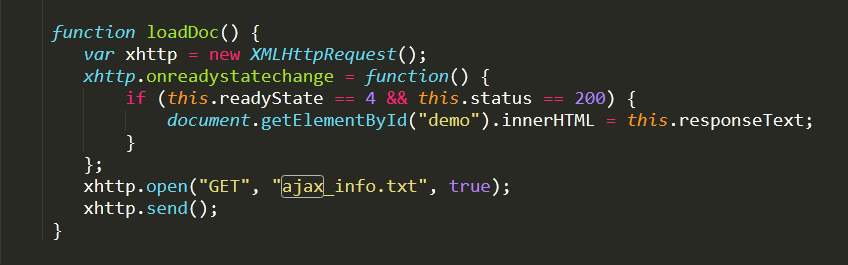 function loadDoc() {
var xhttp = new XMLHttpRequest();
xhttp.onreadystatechange = function() {
if (this.readyState == 4 && this.status == 200) {
document.getElementById("demo").innerHTML = this.responseText;
}
};
xhttp.open("GET", "ajax_info.txt", true);
xhttp.send();
}